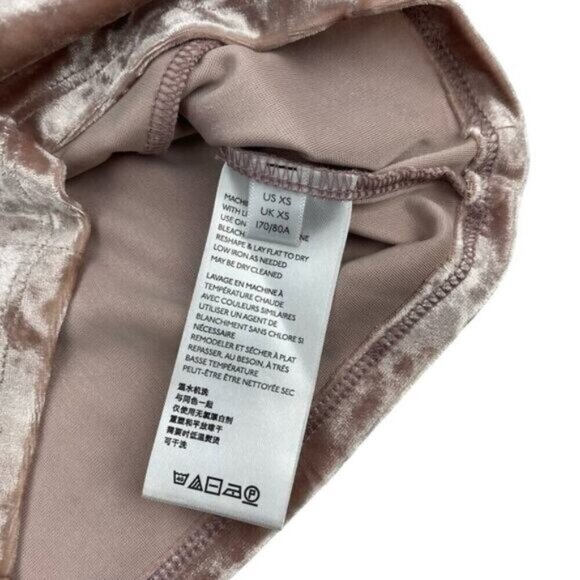 US XS
UK XS
170/80A
MACHI
WITH LI NE
USE ON
BLEACH
RESHAPE & LAY FLAT TO DRY
LOW IRON AS NEEDED
MAY BE DRY CLEANED
LAVAGE EN MACHINE À
TEMPÉRATURE CHAUDE
AVEC COULEURS SIMILAIRES
UTILISER UN AGENT DE
BLANCHIMENT SANS CHLORE SI
NÉCESSAIRE
REMODELER ET SÉCHER À PLAT
REPASSER, AU BESOIN, À TRÈS
BASSE TEMPÉRATURE
PEUT-ÊTRE ÊTRE NETTOYÉE SEC
温水机洗
与同色一起
仅使用无氯漂白剂
重塑和平放晾干
需要时低温熨烫
可干洗
40
P